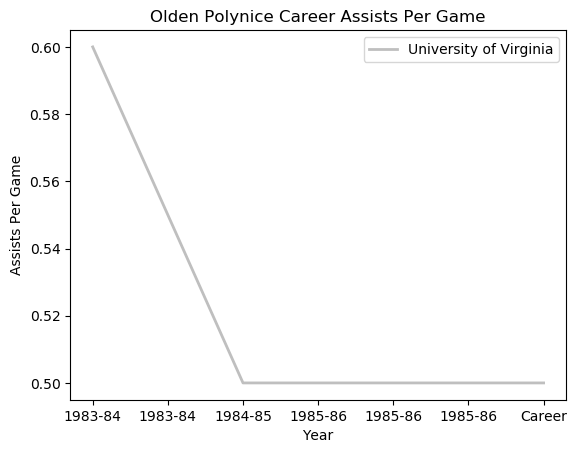 Olden Polynice Career Assists Per Game
University of Virginia
0.60
0.58
0.56
0.54
0.52
0.50
Assists Per Game
1983-84 1983-84 1984-85 1985-86 1985-86 1985-86 Career
Year